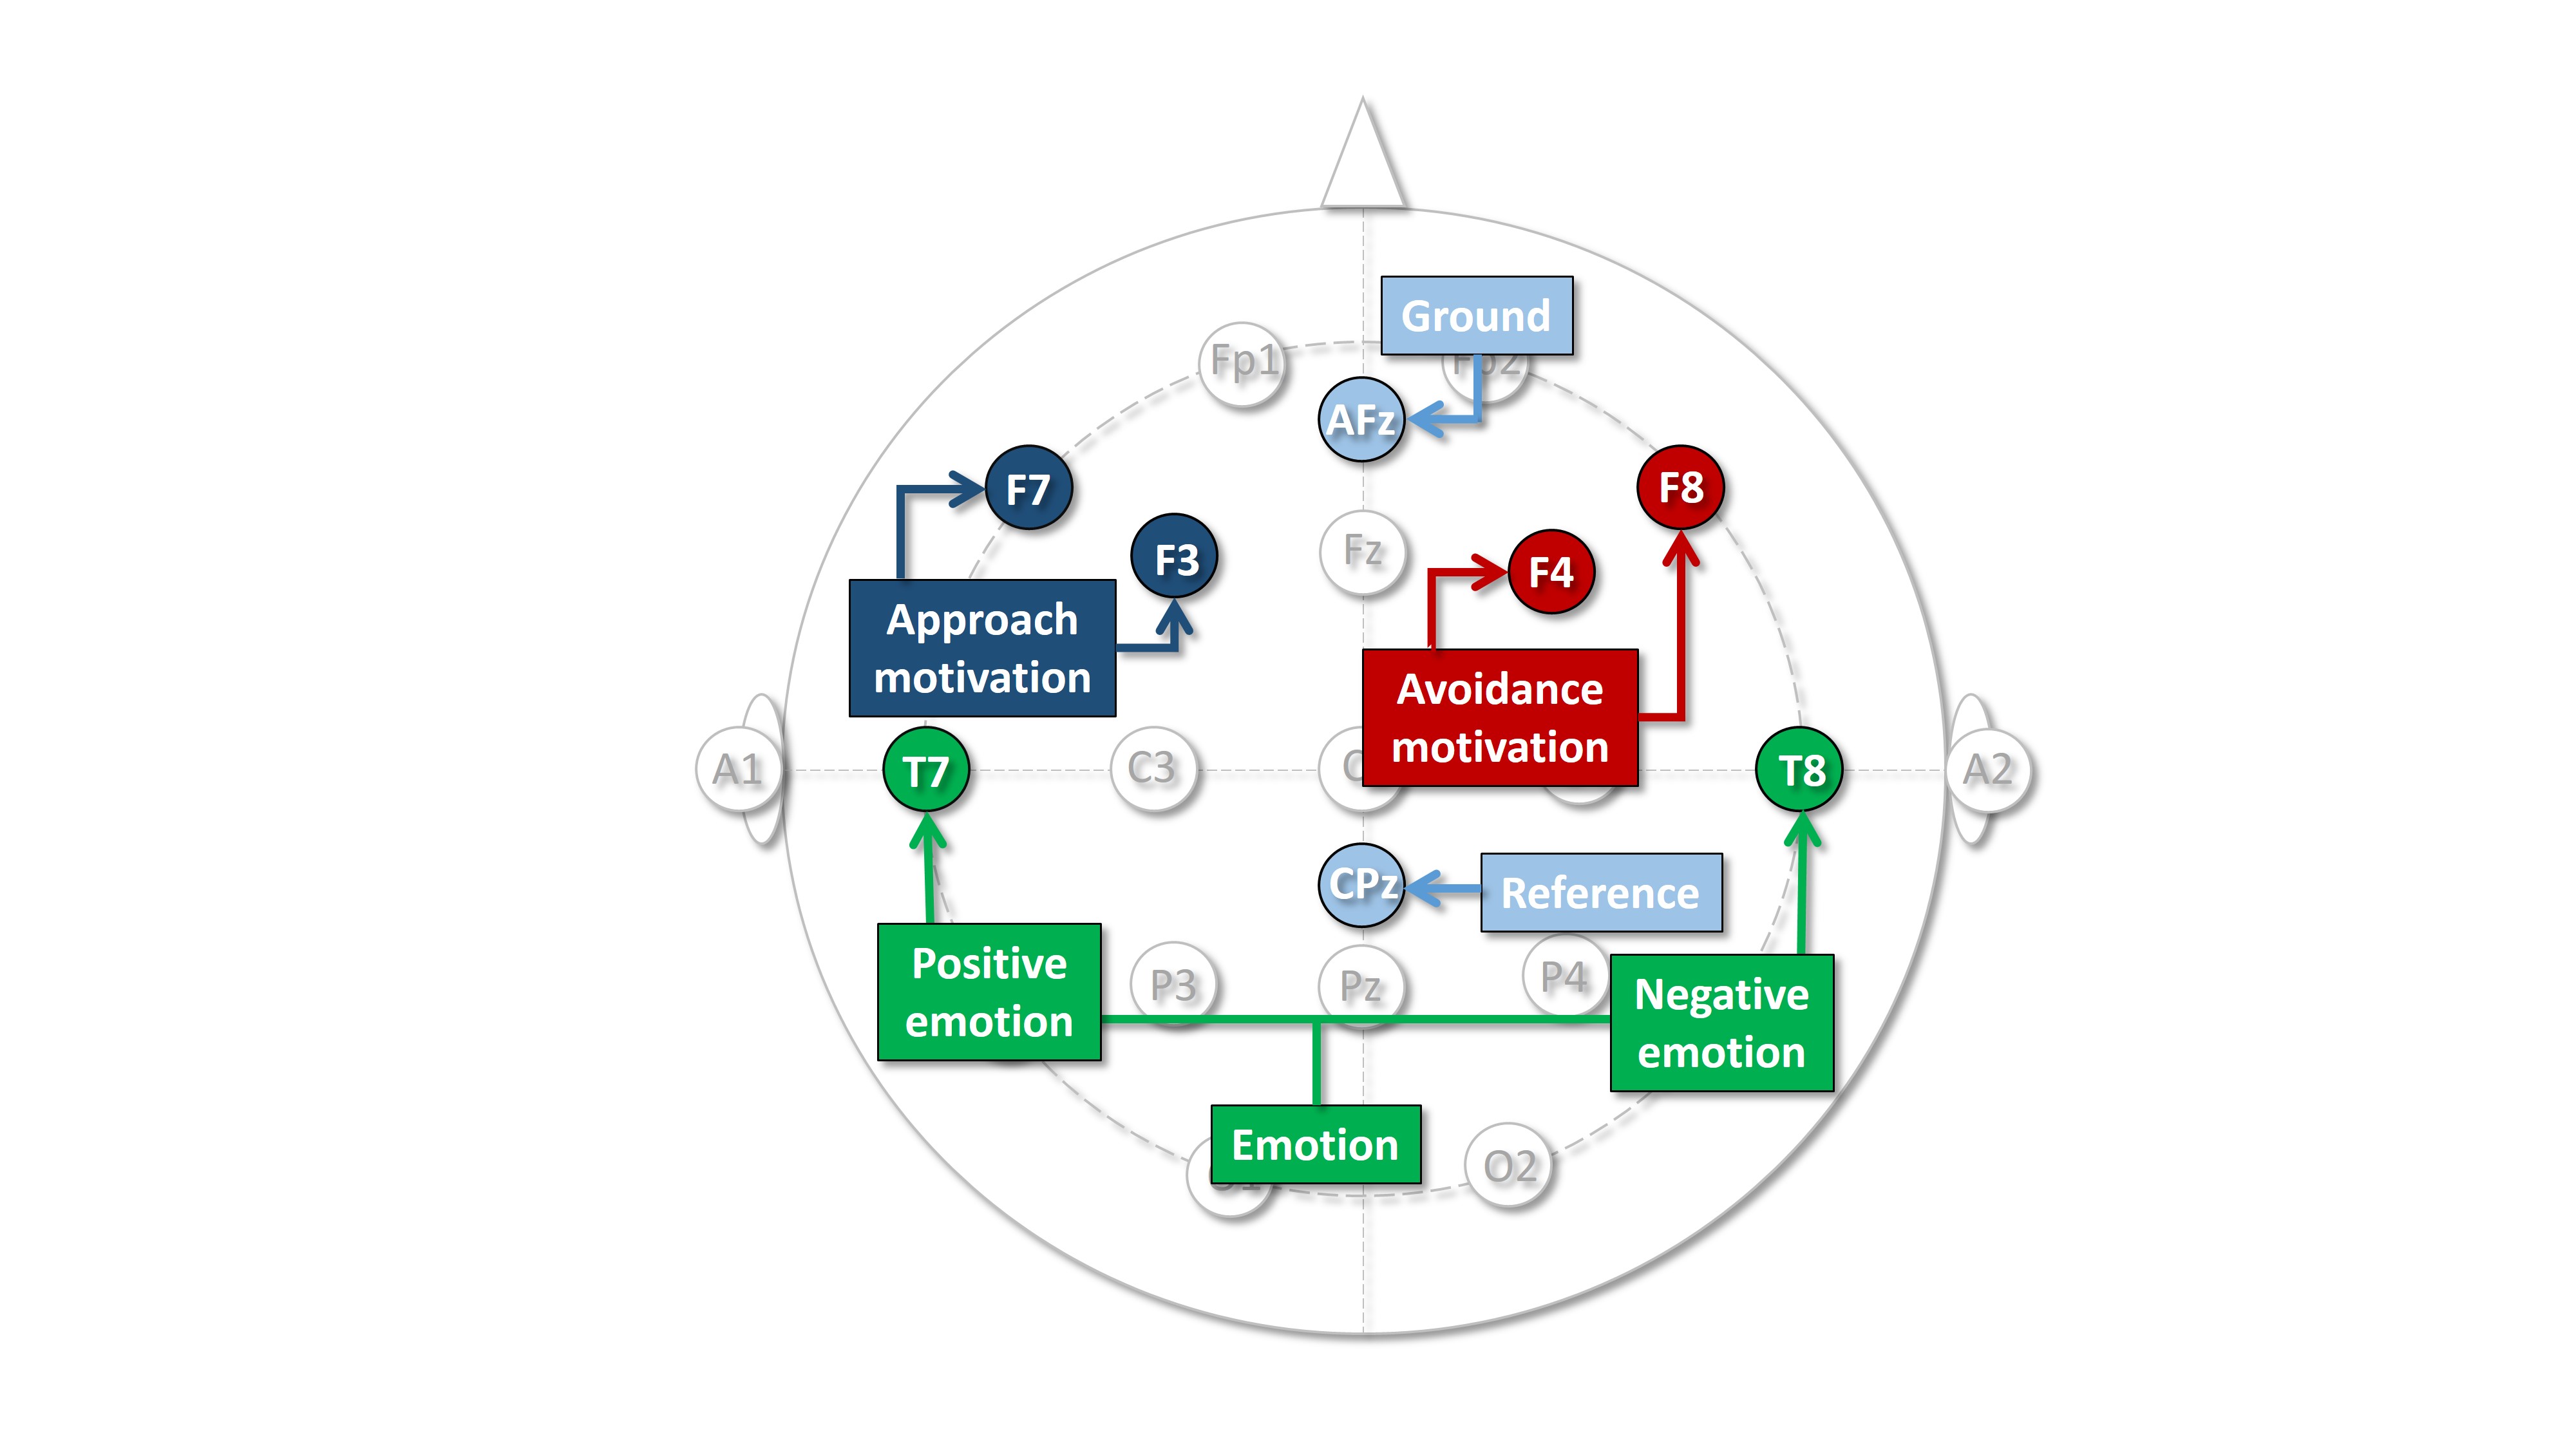 Ground
Fp1
Fp2
AFz
F7
F8
F3
Fz
F4
Approach
motivation
Avoidance
motivation
A1
T7
C3
T8
A2
CPz
Reference
Positive
emotion
P3
Pz
P4
Negative
emotion
Emotion
O2